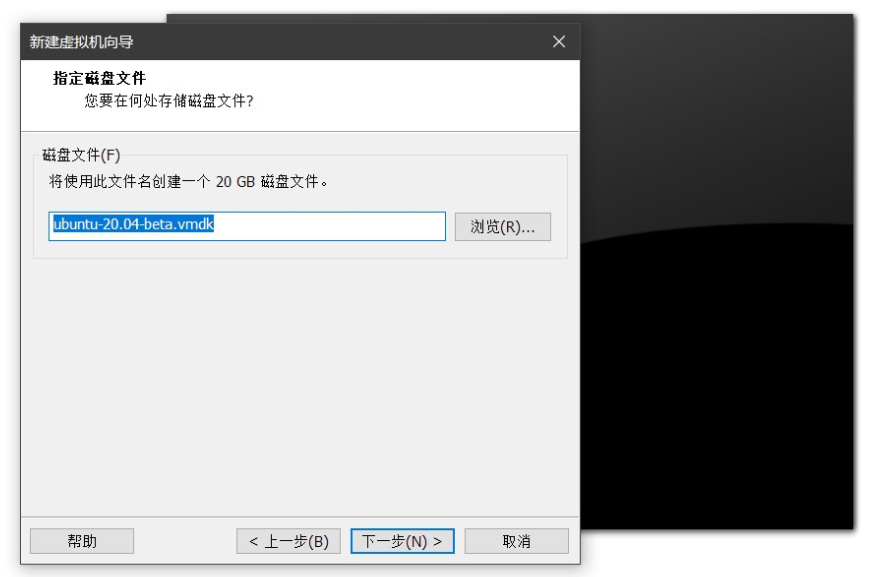 新建虚拟机向导
指定磁盘文件
您要在何处存储磁盘文件?
磁盘文件(F)
将使用此文件名创建一个 20 GB 磁盘文件。
ubuntu-20.04-beta.vmdk
浏览(R)...
帮助
< 上一步(B)
下一步(N) >
取消